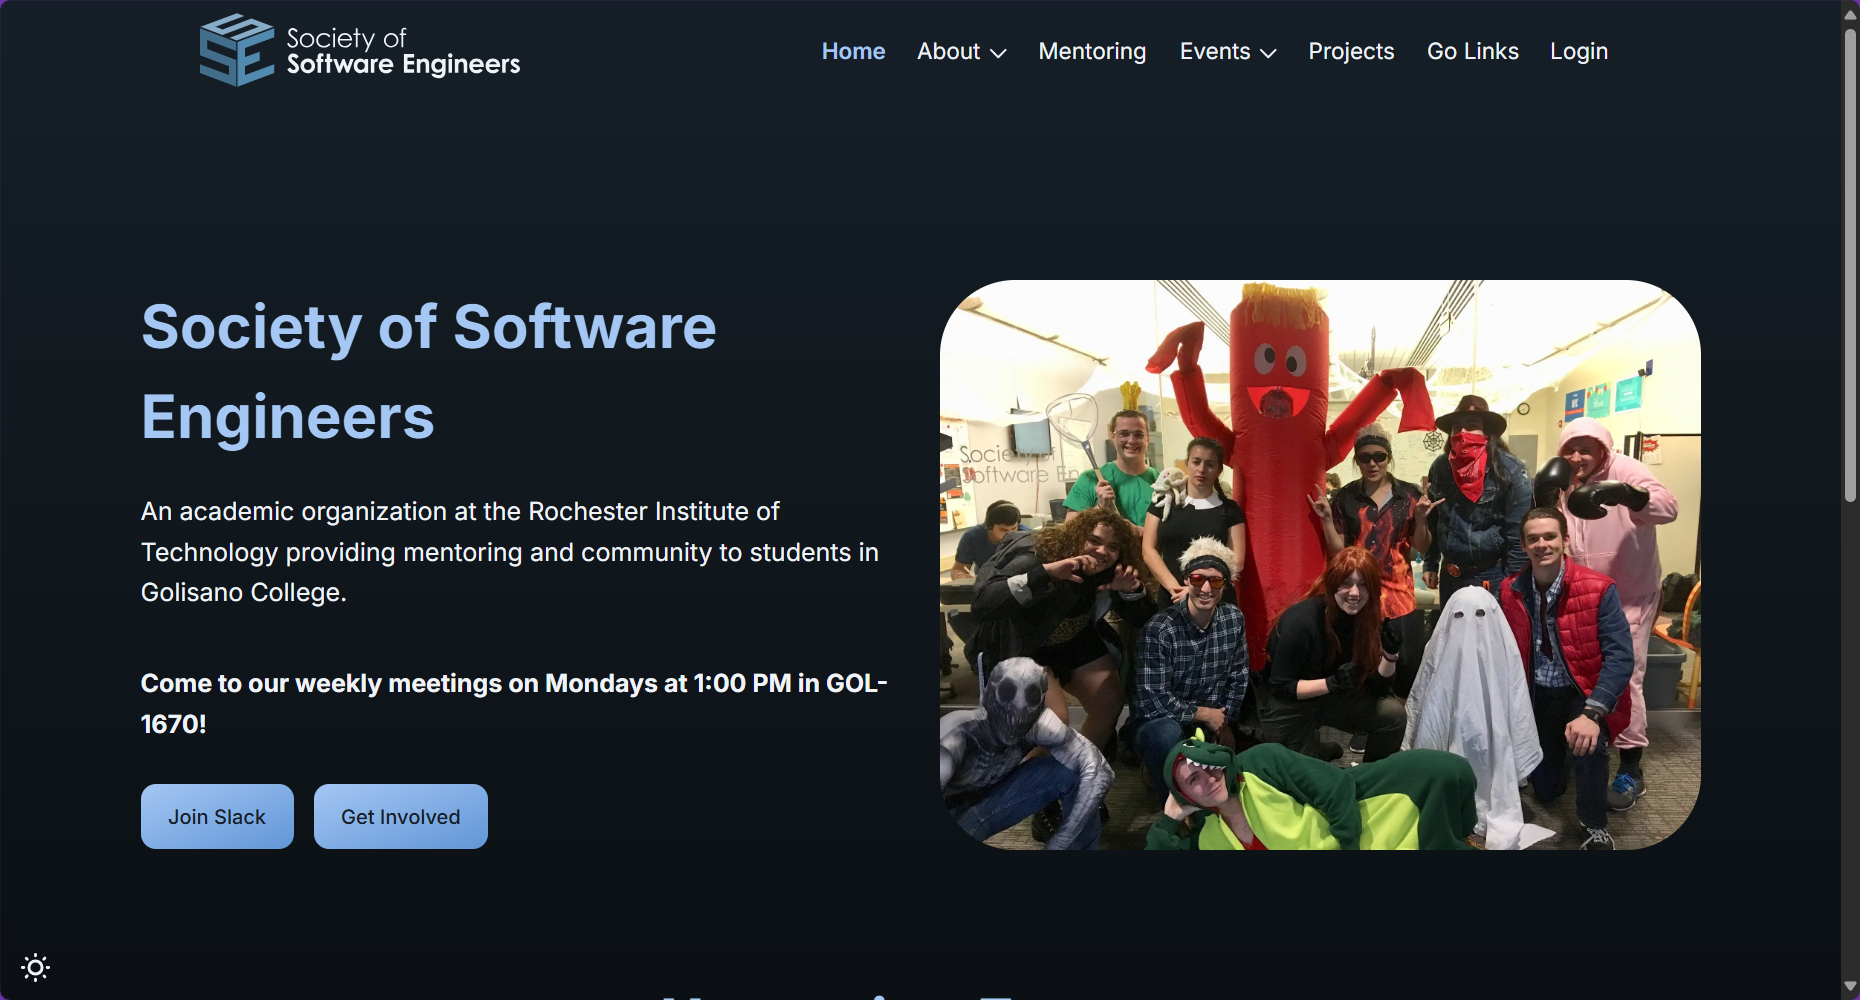 Society of
Software Engineers
Home
About
Mentoring
Events
Projects
Go Links
Login
Society of Software
Engineers
An academic organization at the Rochester Institute of
Technology providing mentoring and community to students in
Golisano College.
Come to our weekly meetings on Mondays at 1:00 PM in GOL-
1670!
Join Slack
Get Involved
Society of
Software En